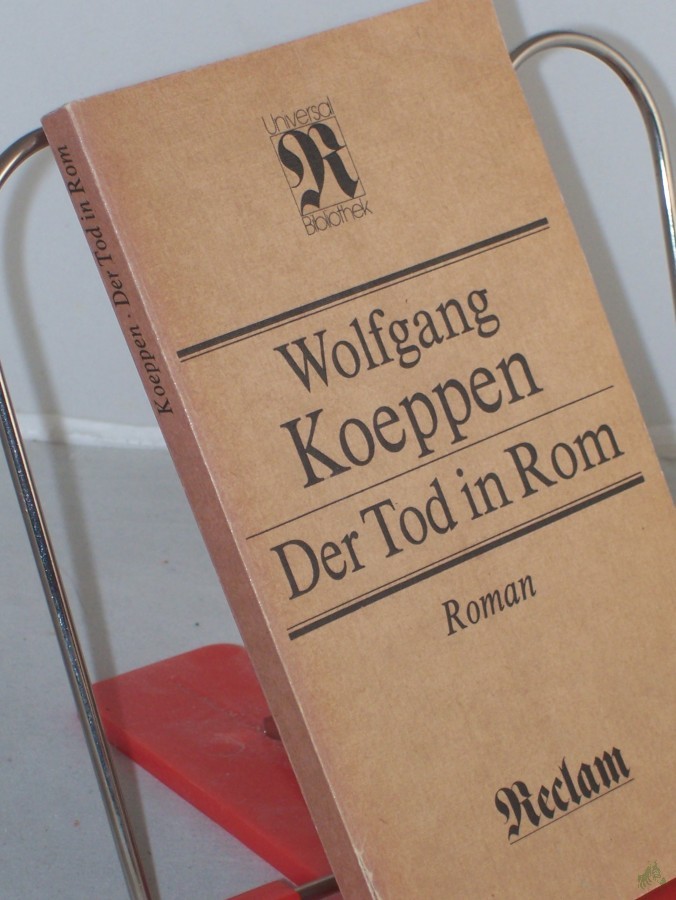 Universal
R
Bibliothek
Wolfgang
Koeppen
Der Tod in Rom
Roman
Reclam
Koeppen · Der Tod in Rom